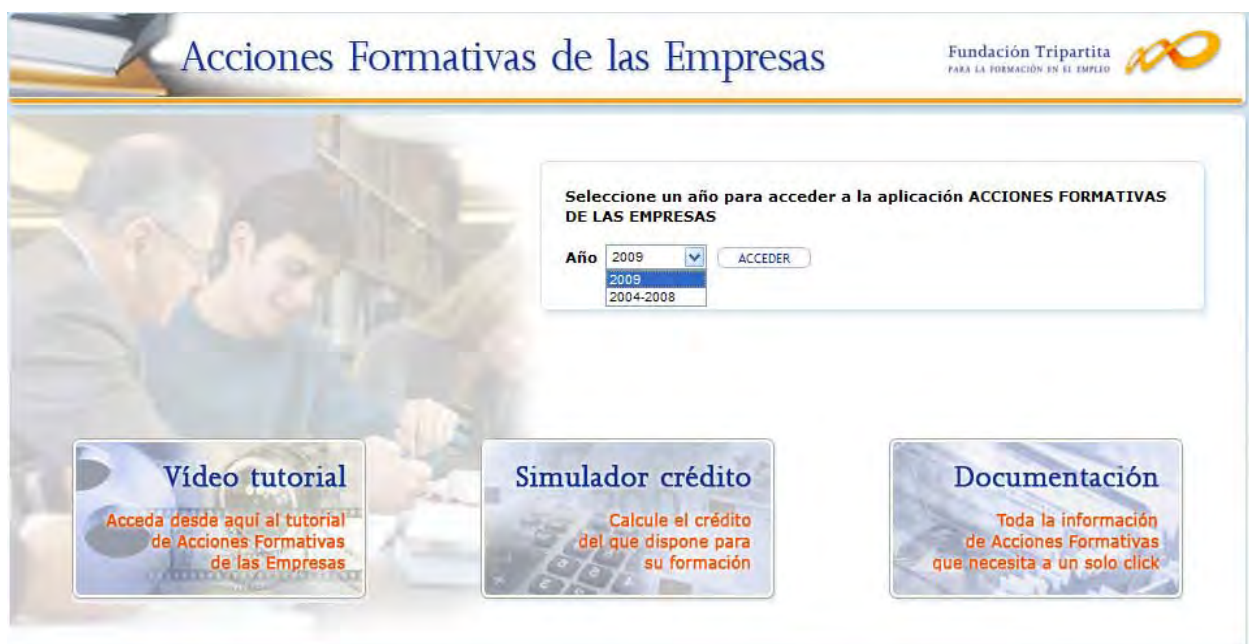 Acciones Formativas de las Empresas
Fundación Tripartita
PARA LA FORMACIÓN EN EL EMPLEO
Seleccione un año para acceder a la aplicación ACCIONES FORMATIVAS
DE LAS EMPRESAS
Año 2009 ACCEDER
2009
2004-2008
Vídeo tutorial
Acceda desde aquí al tutorial
de Acciones Formativas
de las Empresas
Simulador crédito
Calcule el crédito
del que dispone para
su formación
Documentación
Toda la información
de Acciones Formativas
que necesita a un solo click